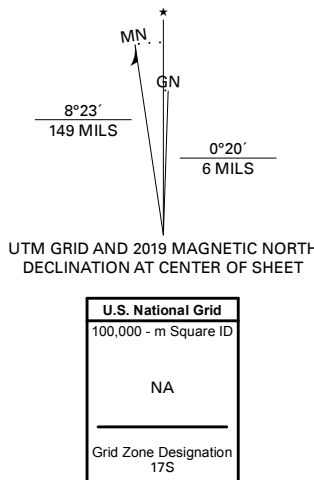 ★
MN
GN
8°23´
149 MILS
0°20´
6 MILS
UTM GRID AND 2019 MAGNETIC NORTH
DECLINATION AT CENTER OF SHEET
U.S. National Grid
100,000 - m Square ID
NA
Grid Zone Designation
17S